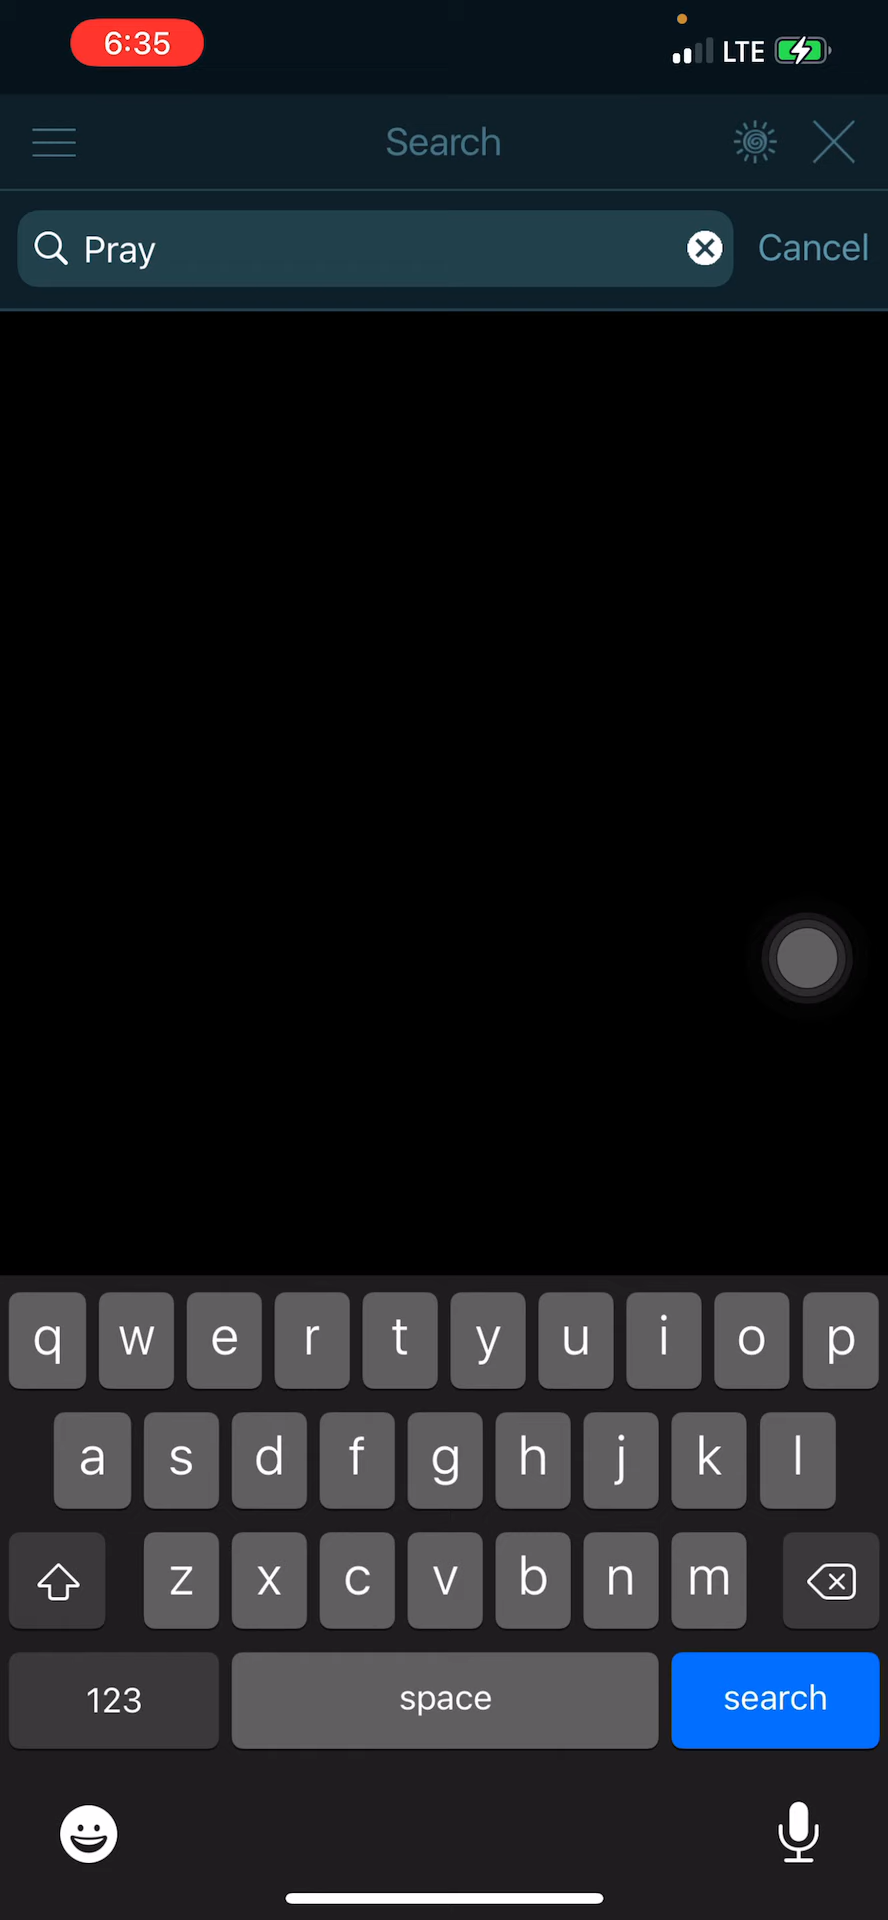 6:35 LTE
Search
Pray Cancel
q w e r t y u i o p
a s d f g h j k l
z x c v b n m
123 space search